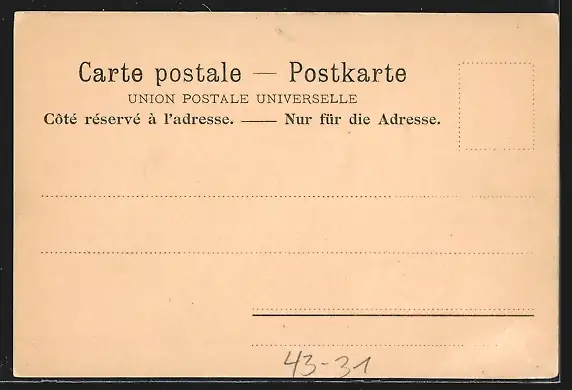 Carte postale — Postkarte
UNION POSTALE UNIVERSELLE
Côté réservé à l'adresse. — Nur für die Adresse.
43-31